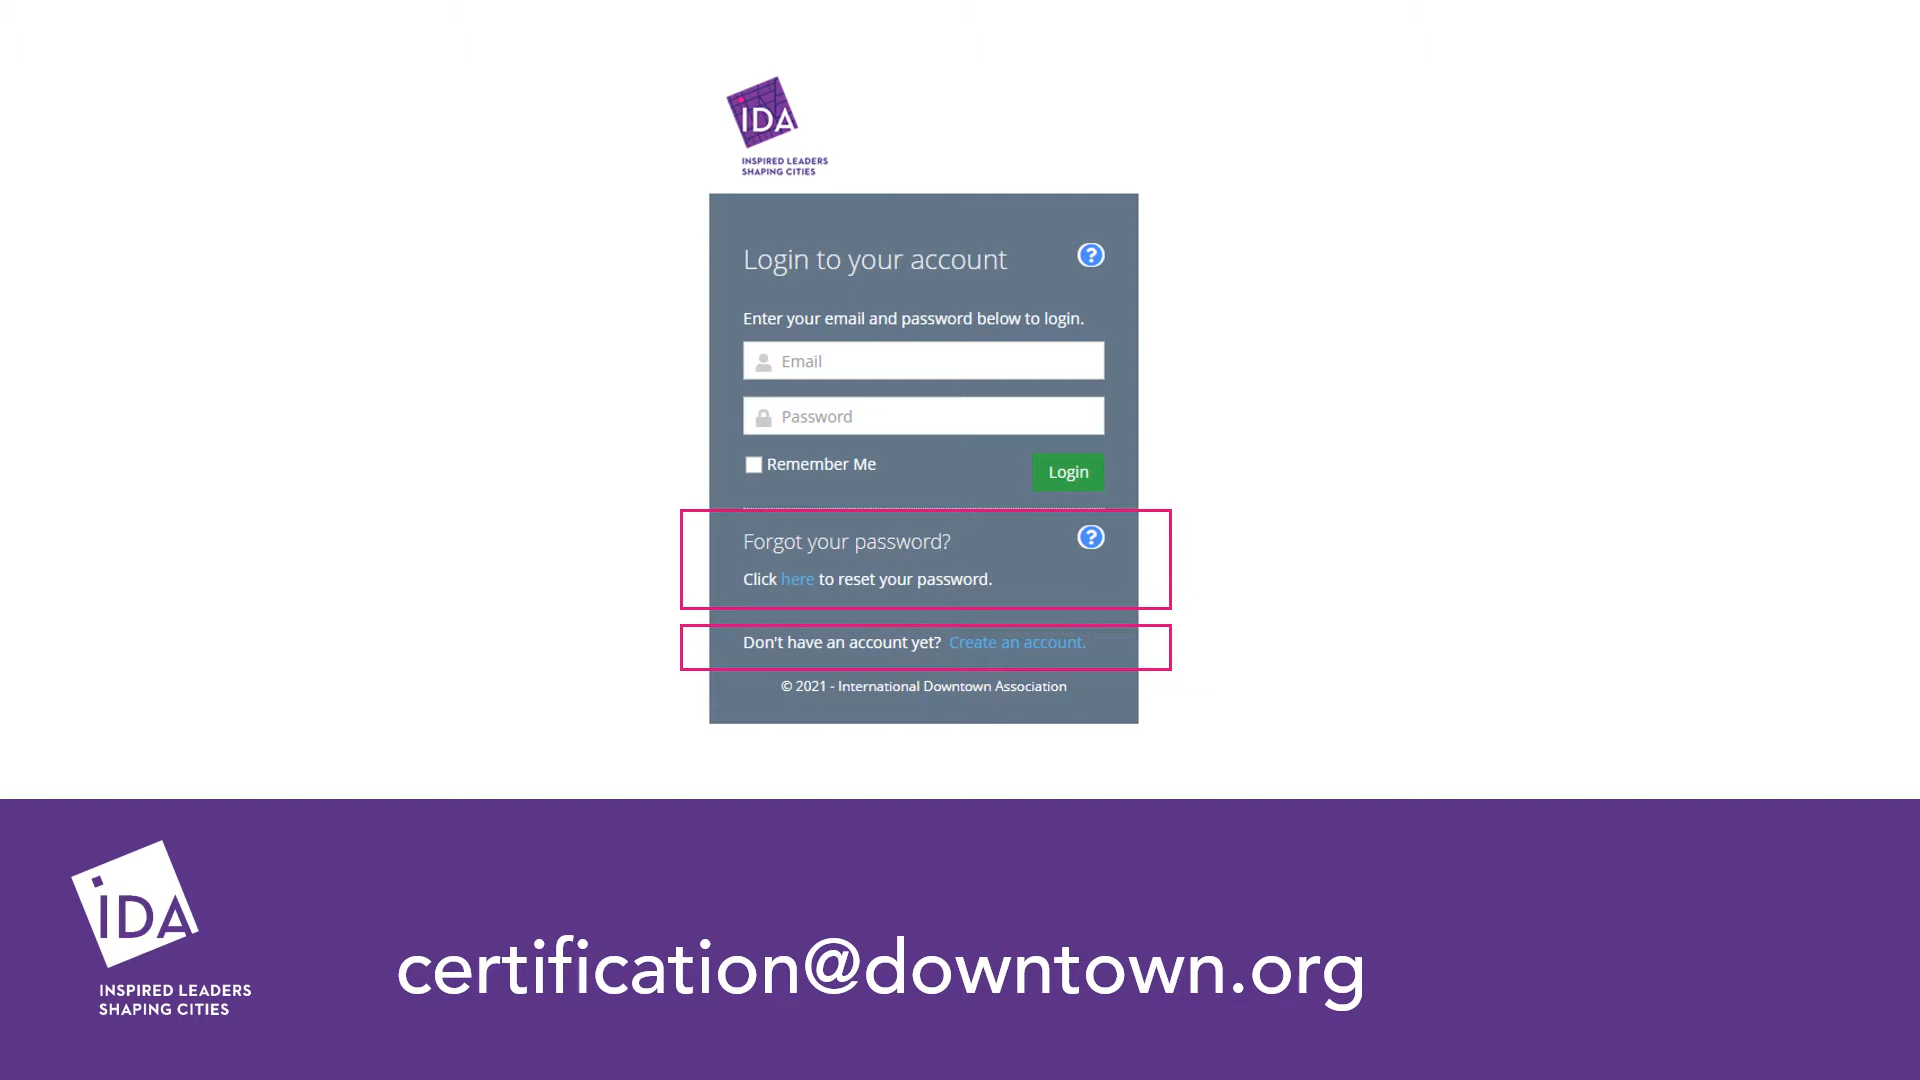 iDA
INSPIRED LEADERS
SHAPING CITIES
Login to your account
?
Enter your email and password below to login.
Email
Password
Remember Me
Login
Forgot your password?
?
Click here to reset your password.
Don't have an account yet? Create an account.
© 2021 - International Downtown Association
iDA
INSPIRED LEADERS
SHAPING CITIES
certification@downtown.org